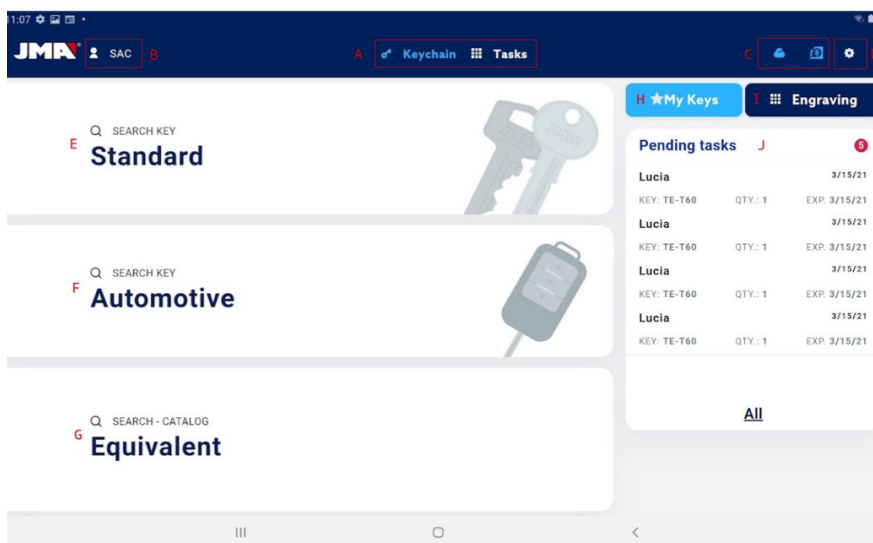 11:07
JMA SAC B A Keychain Tasks C
E SEARCH KEY
Standard
F SEARCH KEY
Automotive
G SEARCH - CATALOG
Equivalent
H My Keys I Engraving
Pending tasks J 5
Lucia 3/15/21
KEY: TE-T60 QTY.: 1 EXP. 3/15/21
Lucia 3/15/21
KEY: TE-T60 QTY.: 1 EXP. 3/15/21
Lucia 3/15/21
KEY: TE-T60 QTY.: 1 EXP. 3/15/21
Lucia 3/15/21
KEY: TE-T60 QTY.: 1 EXP. 3/15/21
All